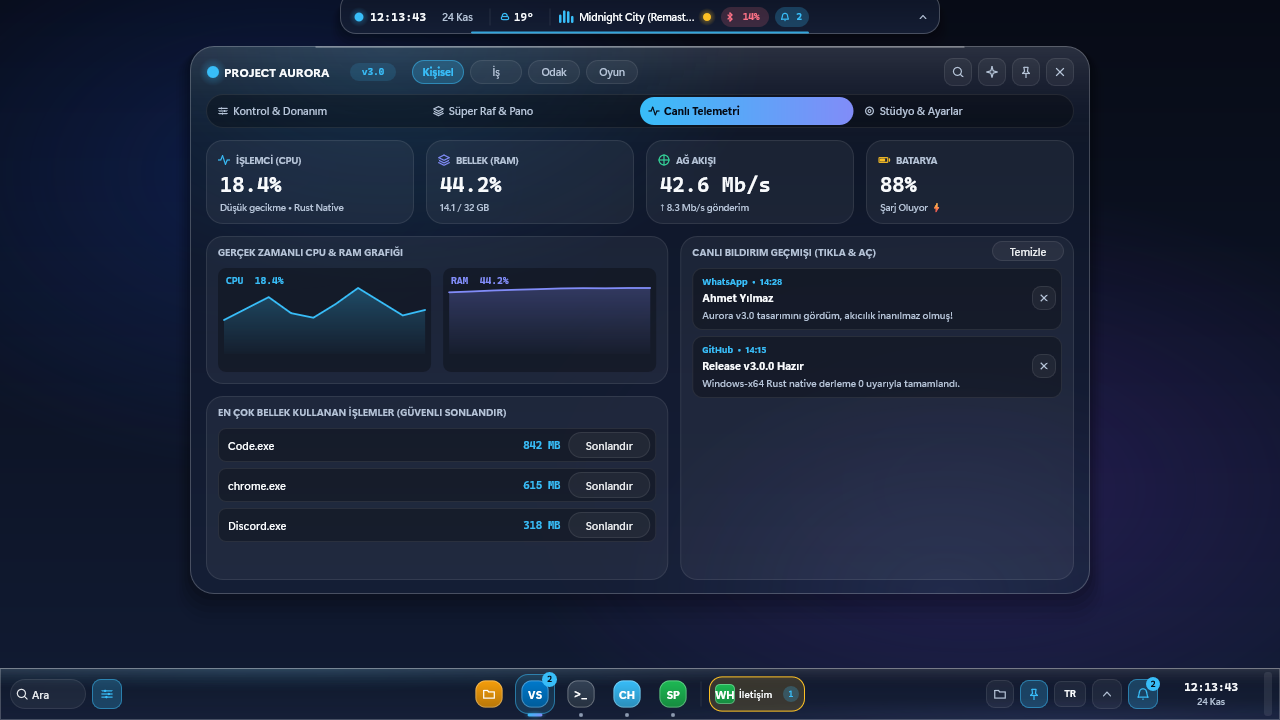 12:13:43 24 Kas 19° Midnight City (Remast... 14% 2
PROJECT AURORA v3.0 Kişisel İş Odak Oyun
Kontrol & Donanım Süper Raf & Pano Canlı Telemetri Stüdyo & Ayarlar
İŞLEMCİ (CPU)
18.4%
Düşük gecikme • Rust Native
BELLEK (RAM)
44.2%
14.1 / 32 GB
AĞ AKIŞI
42.6 Mb/s
↑ 8.3 Mb/s gönderim
BATARYA
88%
Şarj Oluyor ⚡
GERÇEK ZAMANLI CPU & RAM GRAFİĞİ
CPU 18.4%
RAM 44.2%
EN ÇOK BELLEK KULLANAN İŞLEMLER (GÜVENLİ SONLANDIR)
Code.exe 842 MB Sonlandır
chrome.exe 615 MB Sonlandır
Discord.exe 318 MB Sonlandır
CANLI BİLDİRİM GEÇMİŞİ (TIKLA & AÇ) Temizle
WhatsApp • 14:28
Ahmet Yılmaz
Aurora v3.0 tasarımını gördüm, akıcılık inanılmaz olmuş!
GitHub • 14:15
Release v3.0.0 Hazır
Windows-x64 Rust native derleme 0 uyarıyla tamamlandı.
Ara VS 2 >_ CH SP WH İletişim 1 TR 2 12:13:43
24 Kas